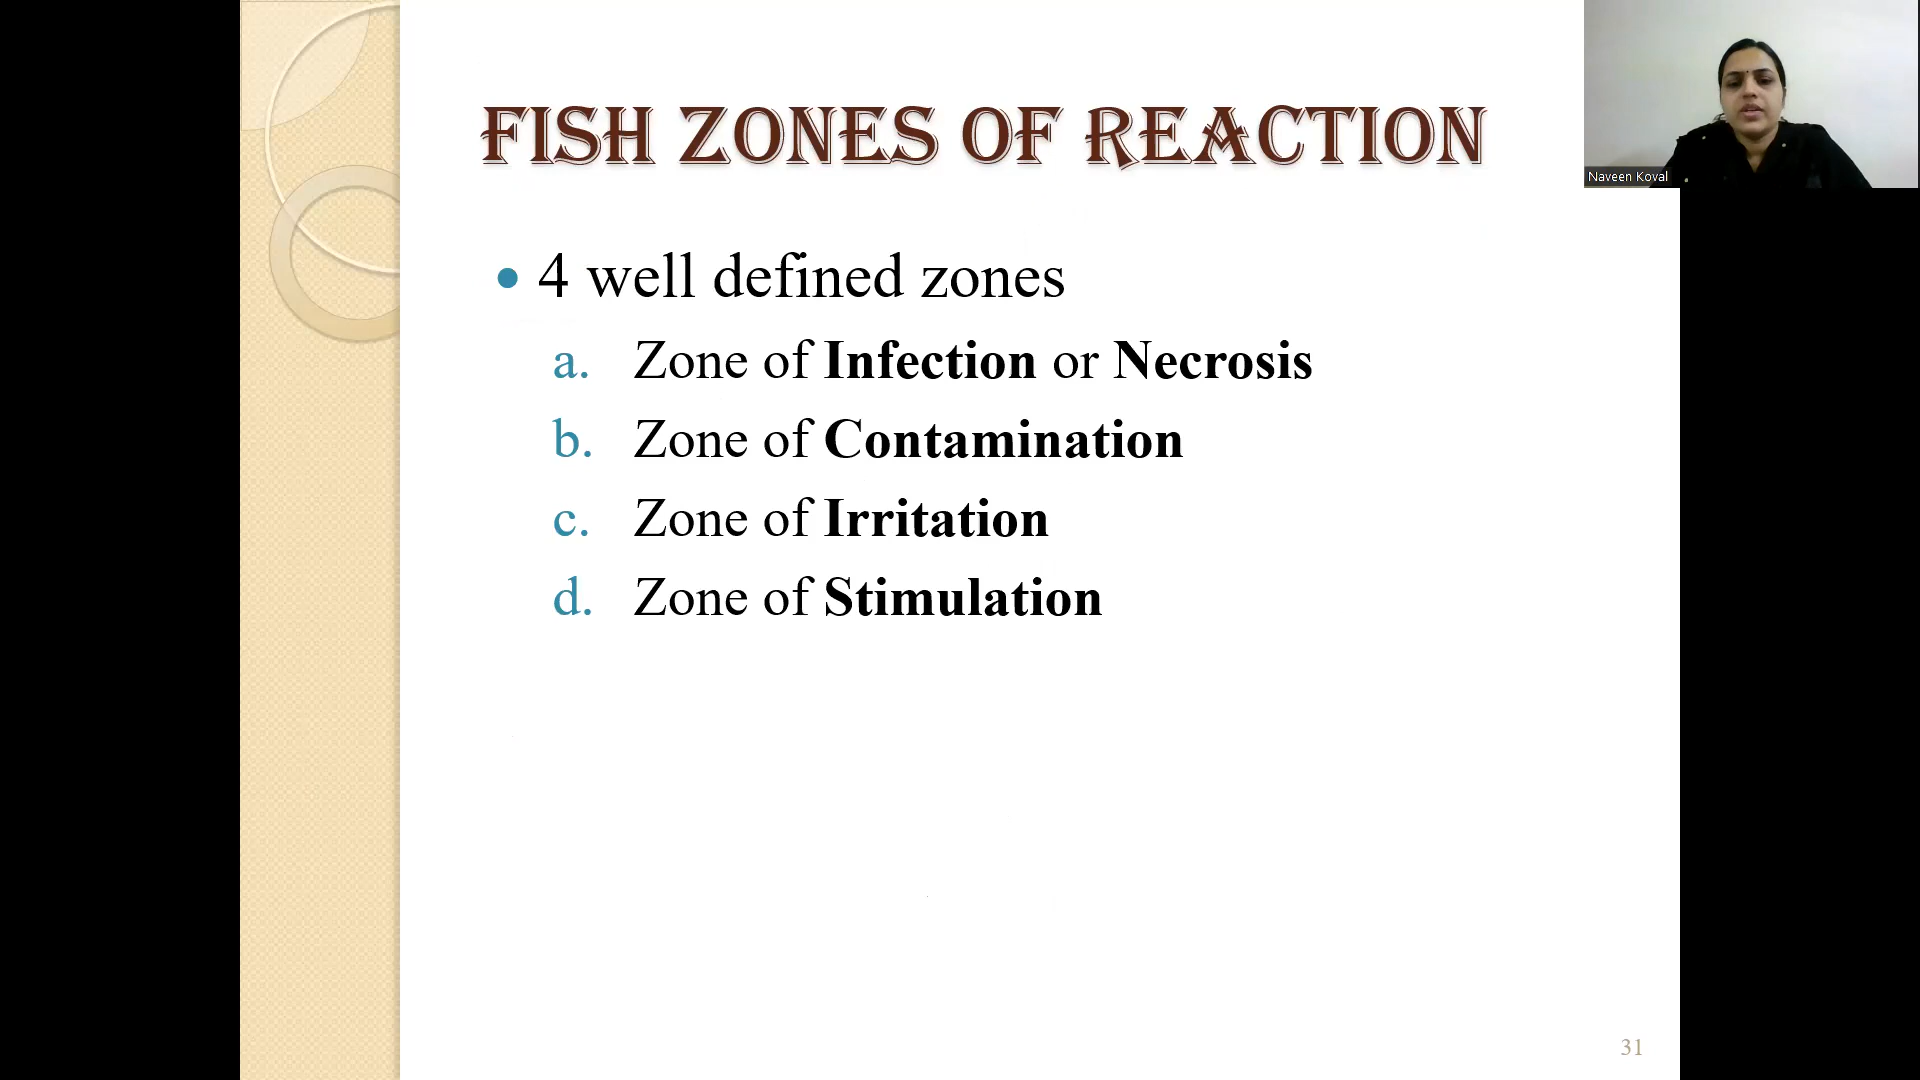 FISH ZONES OF REACTION
Naveen Koval
• 4 well defined zones
a. Zone of Infection or Necrosis
b. Zone of Contamination
c. Zone of Irritation
d. Zone of Stimulation
31